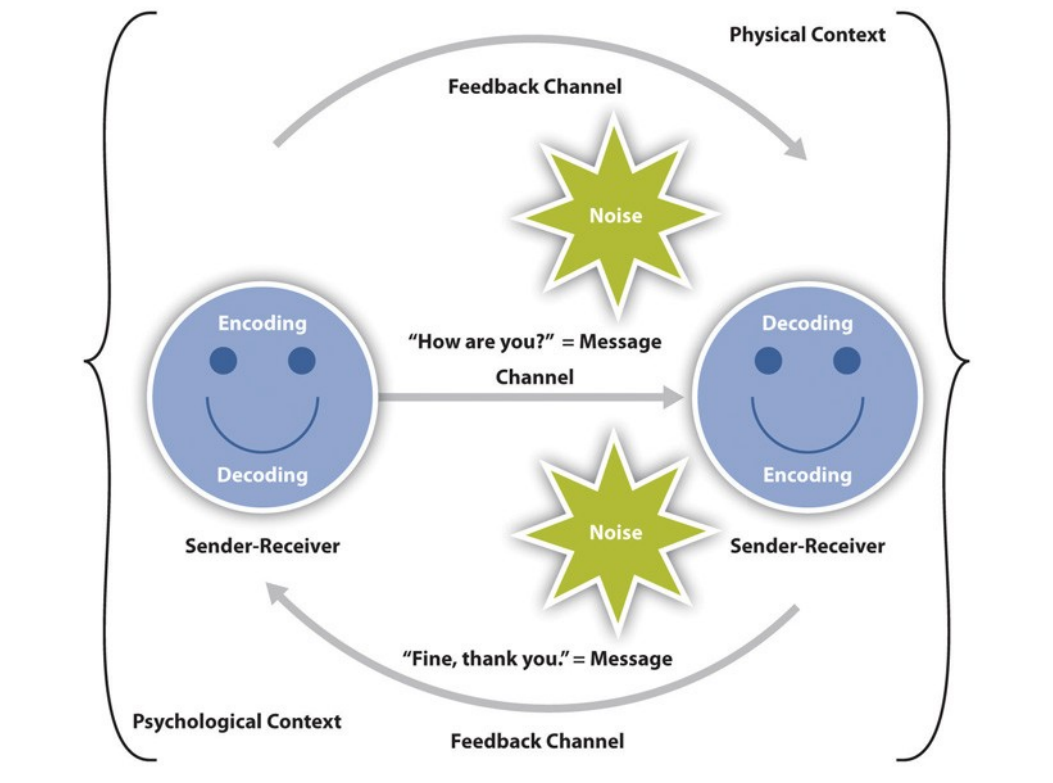 Physical Context
Feedback Channel
Noise
Encoding
Decoding
“How are you?” = Message
Channel
Decoding
Encoding
Noise
Sender-Receiver
Sender-Receiver
“Fine, thank you.” = Message
Psychological Context
Feedback Channel